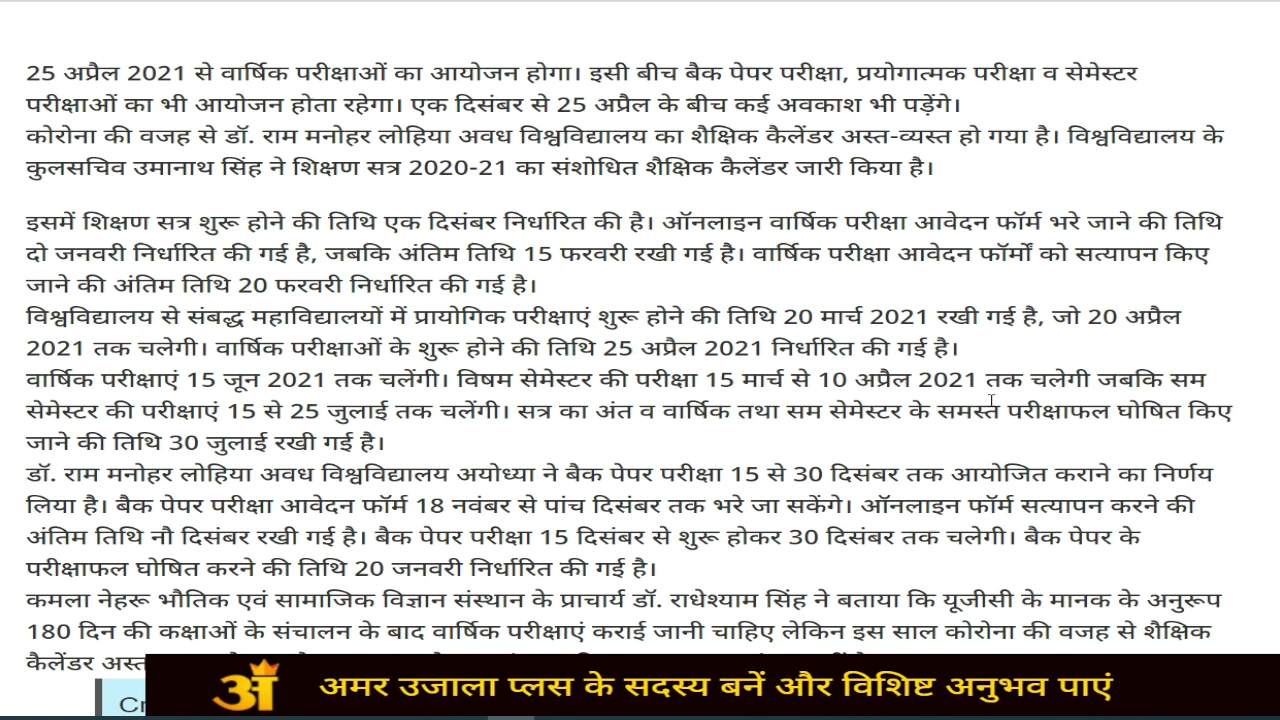 25 अप्रैल 2021 से वार्षिक परीक्षाओं का आयोजन होगा। इसी बीच बैक पेपर परीक्षा, प्रयोगात्मक परीक्षा व सेमेस्टर
परीक्षाओं का भी आयोजन होता रहेगा। एक दिसंबर से 25 अप्रैल के बीच कई अवकाश भी पड़ेंगे।
कोरोना की वजह से डॉ. राम मनोहर लोहिया अवध विश्वविद्यालय का शैक्षिक कैलेंडर अस्त-व्यस्त हो गया है। विश्वविद्यालय के
कुलसचिव उमानाथ सिंह ने शिक्षण सत्र 2020-21 का संशोधित शैक्षिक कैलेंडर जारी किया है।
इसमें शिक्षण सत्र शुरू होने की तिथि एक दिसंबर निर्धारित की है। ऑनलाइन वार्षिक परीक्षा आवेदन फॉर्म भरे जाने की तिथि
दो जनवरी निर्धारित की गई है, जबकि अंतिम तिथि 15 फरवरी रखी गई है। वार्षिक परीक्षा आवेदन फॉर्मों को सत्यापन किए
जाने की अंतिम तिथि 20 फरवरी निर्धारित की गई है।
विश्वविद्यालय से संबद्ध महाविद्यालयों में प्रायोगिक परीक्षाएं शुरू होने की तिथि 20 मार्च 2021 रखी गई है, जो 20 अप्रैल
2021 तक चलेगी। वार्षिक परीक्षाओं के शुरू होने की तिथि 25 अप्रैल 2021 निर्धारित की गई है।
वार्षिक परीक्षाएं 15 जून 2021 तक चलेंगी। विषम सेमेस्टर की परीक्षा 15 मार्च से 10 अप्रैल 2021 तक चलेगी जबकि सम
सेमेस्टर की परीक्षाएं 15 से 25 जुलाई तक चलेंगी। सत्र का अंत व वार्षिक तथा सम सेमेस्टर के समस्त परीक्षाफल घोषित किए
जाने की तिथि 30 जुलाई रखी गई है।
डॉ. राम मनोहर लोहिया अवध विश्वविद्यालय अयोध्या ने बैक पेपर परीक्षा 15 से 30 दिसंबर तक आयोजित कराने का निर्णय
लिया है। बैक पेपर परीक्षा आवेदन फॉर्म 18 नवंबर से पांच दिसंबर तक भरे जा सकेंगे। ऑनलाइन फॉर्म सत्यापन करने की
अंतिम तिथि नौ दिसंबर रखी गई है। बैक पेपर परीक्षा 15 दिसंबर से शुरू होकर 30 दिसंबर तक चलेगी। बैक पेपर के
परीक्षाफल घोषित करने की तिथि 20 जनवरी निर्धारित की गई है।
कमला नेहरू भौतिक एवं सामाजिक विज्ञान संस्थान के प्राचार्य डॉ. राधेश्याम सिंह ने बताया कि यूजीसी के मानक के अनुरूप
180 दिन की कक्षाओं के संचालन के बाद वार्षिक परीक्षाएं कराई जानी चाहिए लेकिन इस साल कोरोना की वजह से शैक्षिक
कैलेंडर अस्त
अ
अमर उजाला प्लस के सदस्य बनें और विशिष्ट अनुभव पाएं